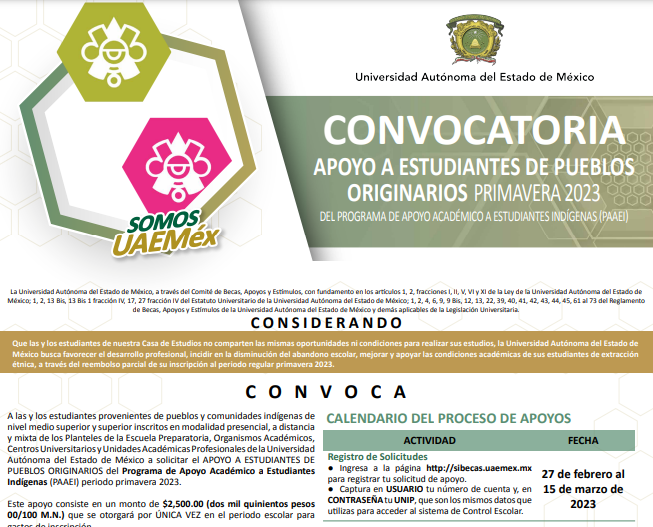 Universidad Autónoma del Estado de México
CONVOCATORIA
APOYO A ESTUDIANTES DE PUEBLOS
ORIGINARIOS PRIMAVERA 2023
DEL PROGRAMA DE APOYO ACADÉMICO A ESTUDIANTES INDÍGENAS (PAAEI)
SOMOS
UAEMéx
La Universidad Autónoma del Estado de México, a través del Comité de Becas, Apoyos y Estímulos, con fundamento en los artículos 1, 2, fracciones I, II, V, VI y XI de la Ley de la Universidad Autónoma del Estado de
México; 1, 2, 13 Bis, 13 Bis 1 fracción IV, 17, 27 fracción IV del Estatuto Universitario de la Universidad Autónoma del Estado de México; 1, 2, 4, 6, 9, 9 Bis, 12, 13, 22, 39, 40, 41, 42, 43, 44, 45, 61 al 73 del Reglamento
de Becas, Apoyos y Estímulos de la Universidad Autónoma del Estado de México y demás aplicables de la Legislación Universitaria.
CONSIDERANDO
Que las y los estudiantes de nuestra Casa de Estudios no comparten las mismas oportunidades ni condiciones para realizar sus estudios, la Universidad Autónoma del Estado de
México busca favorecer el desarrollo profesional, incidir en la disminución del abandono escolar, mejorar y apoyar las condiciones académicas de sus estudiantes de extracción
étnica, a través del reembolso parcial de su inscripción al periodo regular primavera 2023.
CONVOCA
A las y los estudiantes provenientes de pueblos y comunidades indígenas de
nivel medio superior y superior inscritos en modalidad presencial, a distancia
y mixta de los Planteles de la Escuela Preparatoria, Organismos Académicos,
Centros Universitarios y Unidades Académicas Profesionales de la Universidad
Autónoma del Estado de México a solicitar el APOYO A ESTUDIANTES DE
PUEBLOS ORIGINARIOS del Programa de Apoyo Académico a Estudiantes
Indígenas (PAAEI) periodo primavera 2023.
Este apoyo consiste en un monto de $2,500.00 (dos mil quinientos pesos
00/100 M.N.) que se otorgará por ÚNICA VEZ en el periodo escolar para
gastos de inscripción
CALENDARIO DEL PROCESO DE APOYOS
ACTIVIDAD FECHA
Registro de Solicitudes
● Ingresa a la página http://sibecas.uaemex.mx
para registrar tu solicitud de apoyo.
● Captura en USUARIO tu número de cuenta y, en
CONTRASEÑA tu UNIP, que son los mismos datos que
utilizas para acceder al sistema de Control Escolar.
27 de febrero al
15 de marzo de
2023